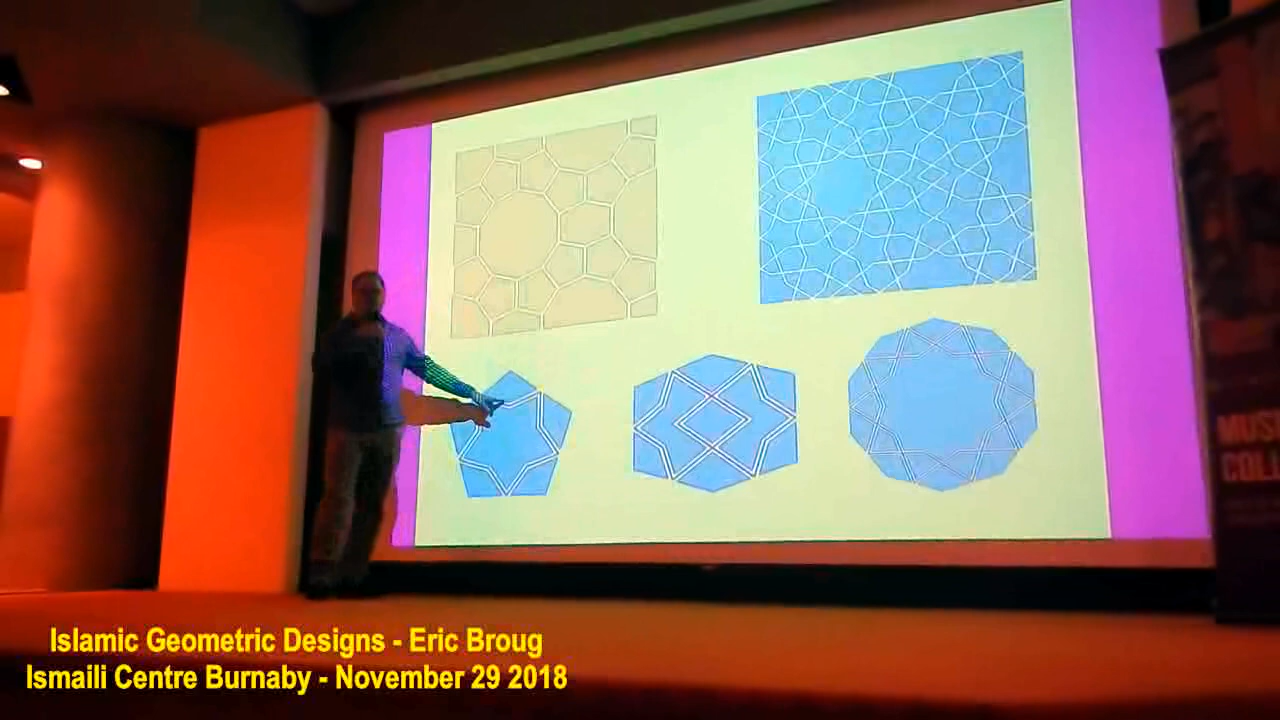 Islamic Geometric Designs - Eric Broug
Ismaili Centre Burnaby - November 29 2018